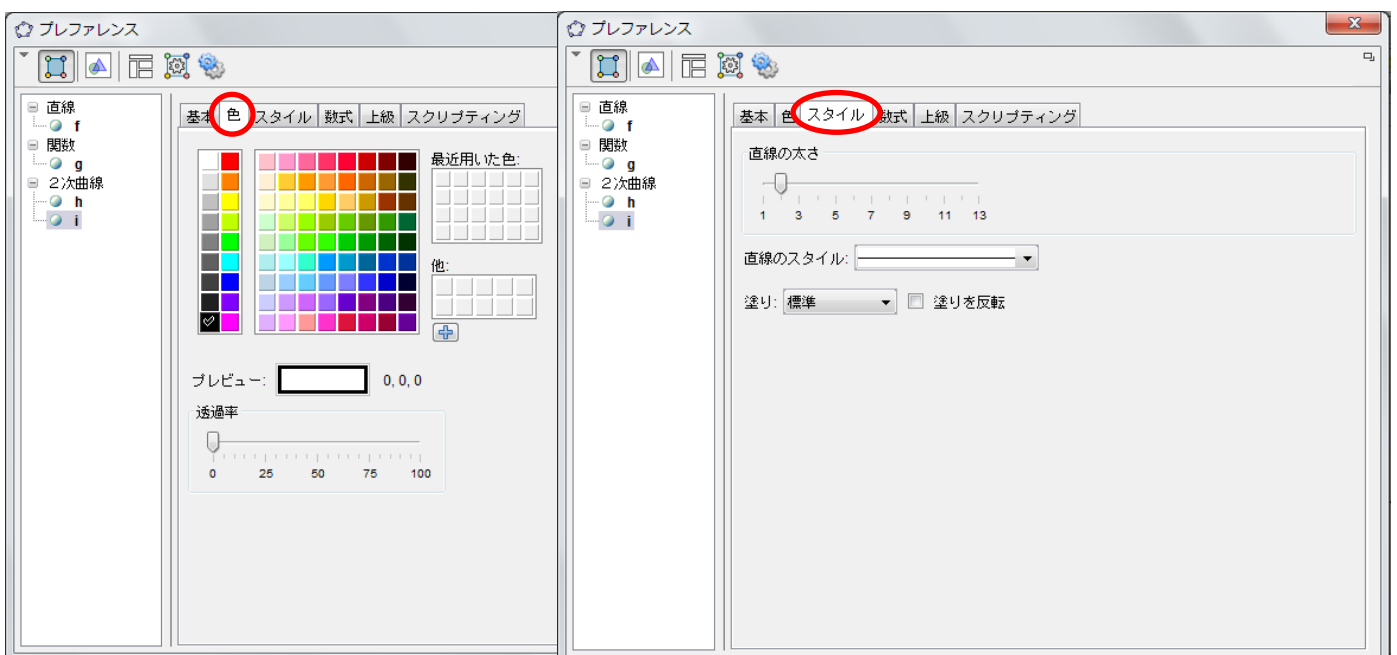 プレファレンス
直線
f
関数
g
２次曲線
h
i
基本 色 スタイル 数式 上級 スクリプティング
最近用いた色:
他:
プレビュー: 0, 0, 0
透過率
0 25 50 75 100
プレファレンス
直線
f
関数
g
２次曲線
h
i
基本 色 スタイル 数式 上級 スクリプティング
直線の太さ
1 3 5 7 9 11 13
直線のスタイル:
塗り: 標準 塗りを反転